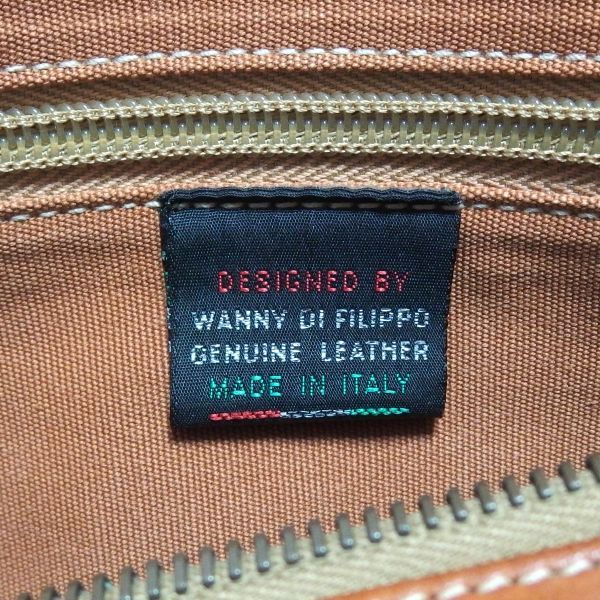 DESIGNED BY
WANNY DI FILIPPO
GENUINE LEATHER
MADE IN ITALY